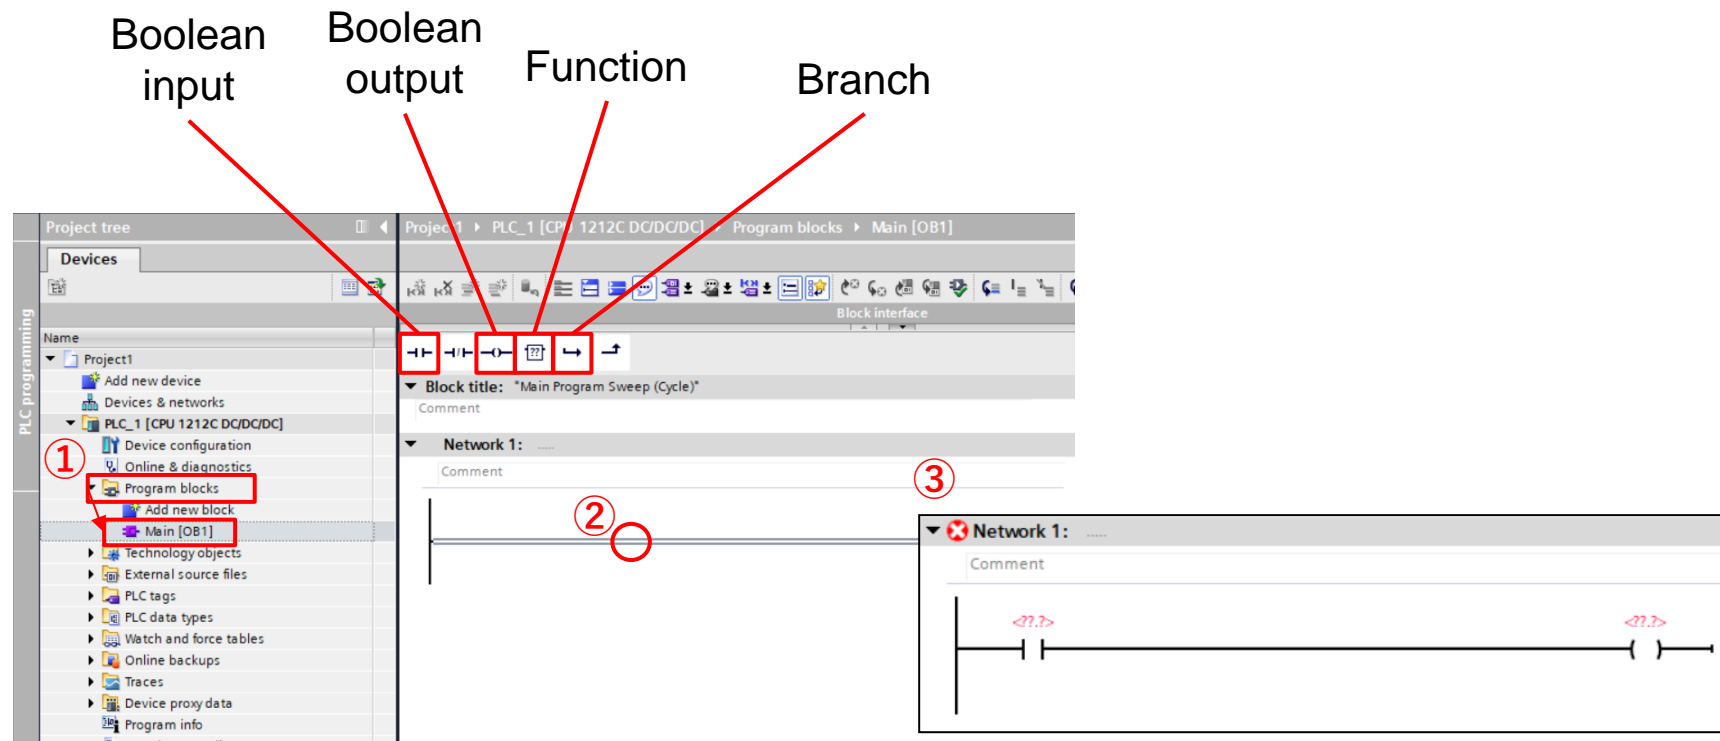 Boolean
input
Boolean
output
Function
Branch
Project tree
Project1 ▸ PLC_1 [CPU 1212C DC/DC/DC] ▸ Program blocks ▸ Main [OB1]
Devices
PLC programming
Block interface
Name
Project1
Add new device
Devices & networks
PLC_1 [CPU 1212C DC/DC/DC]
Device configuration
①
Online & diagnostics
Program blocks
Add new block
Main [OB1]
Technology objects
External source files
PLC tags
PLC data types
Watch and force tables
Online backups
Traces
Device proxy data
Program info
??
Block title: "Main Program Sweep (Cycle)"
Comment
Network 1: .....
Comment
②
③
Network 1: .....
Comment
<??.?>
<??.?>